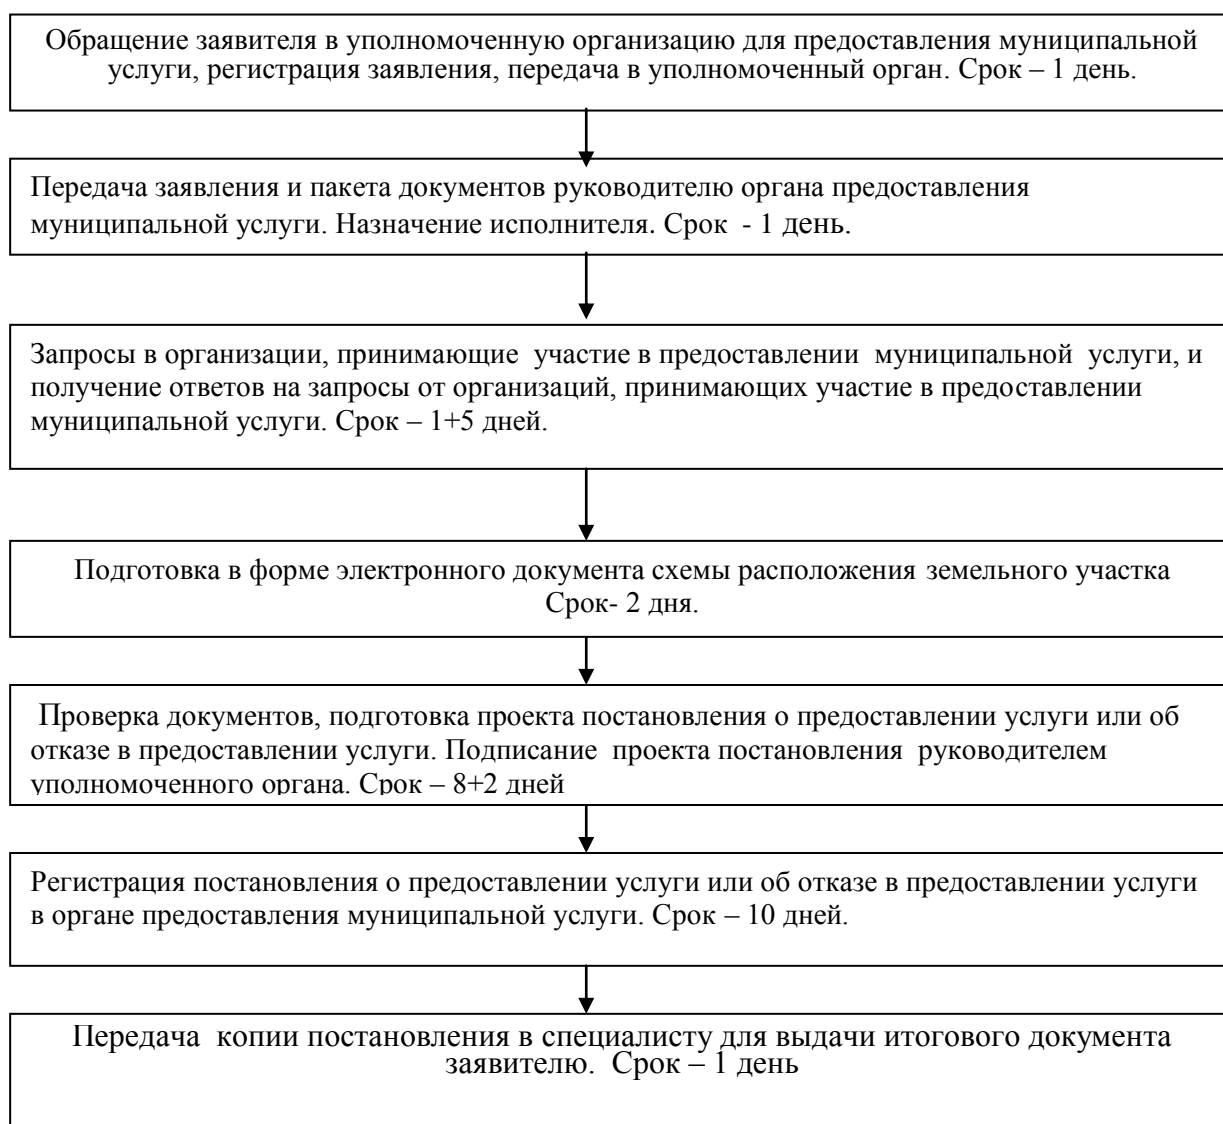 Обращение заявителя в уполномоченную организацию для предоставления муниципальной
услуги, регистрация заявления, передача в уполномоченный орган. Срок – 1 день.
Передача заявления и пакета документов руководителю органа предоставления
муниципальной услуги. Назначение исполнителя. Срок - 1 день.
Запросы в организации, принимающие участие в предоставлении муниципальной услуги, и
получение ответов на запросы от организаций, принимающих участие в предоставлении
муниципальной услуги. Срок – 1+5 дней.
Подготовка в форме электронного документа схемы расположения земельного участка
Срок- 2 дня.
Проверка документов, подготовка проекта постановления о предоставлении услуги или об
отказе в предоставлении услуги. Подписание проекта постановления руководителем
уполномоченного органа. Срок – 8+2 дней
Регистрация постановления о предоставлении услуги или об отказе в предоставлении услуги
в органе предоставления муниципальной услуги. Срок – 10 дней.
Передача копии постановления в специалисту для выдачи итогового документа
заявителю. Срок – 1 день